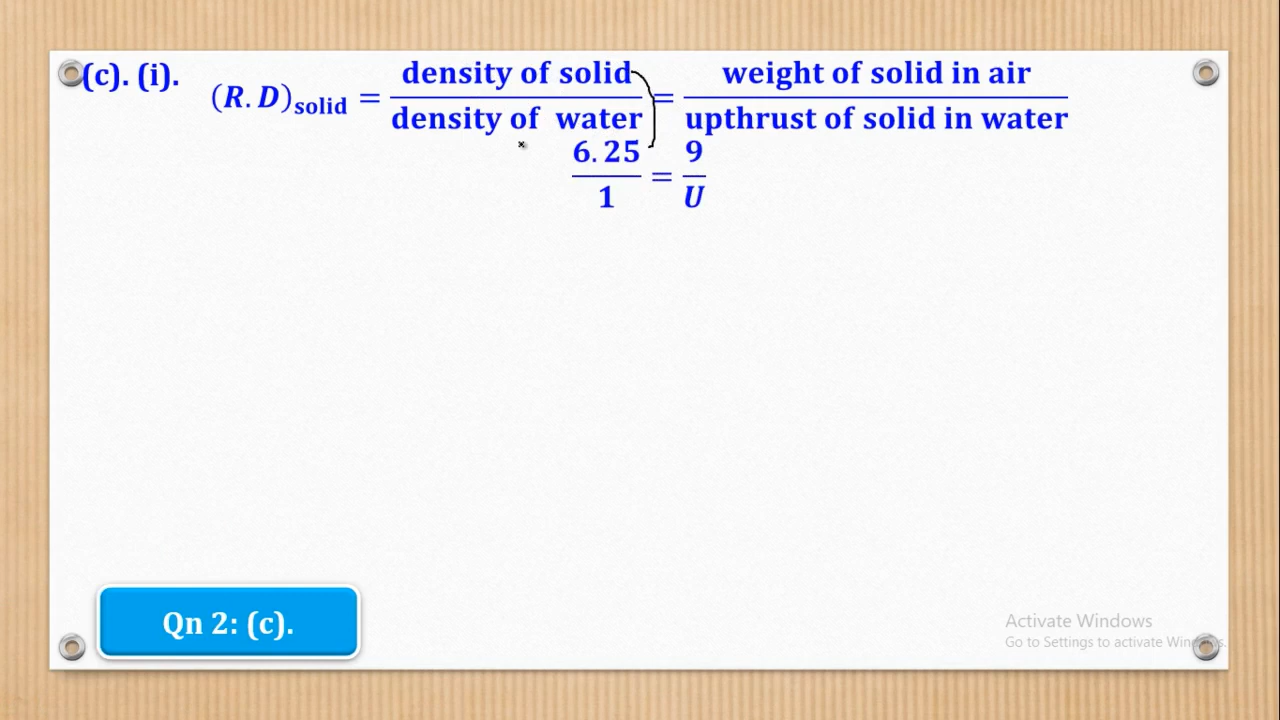 (c). (i). (R.D)solid = density of solid / density of water = weight of solid in air / upthrust of solid in water
6.25 / 1 = 9 / U
Qn 2: (c).
Activate Windows
Go to Settings to activate Windows.